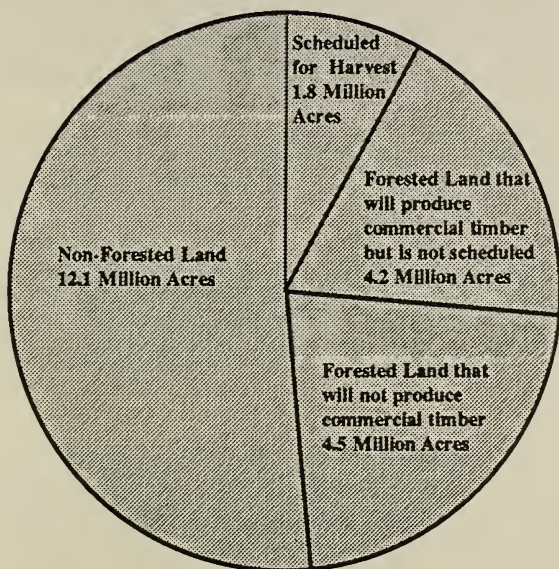 Scheduled
for Harvest
1.8 Million
Acres
Forested Land that
will produce
commercial timber
but is not scheduled
4.2 Million Acres
Non-Forested Land
12.1 Million Acres
Forested Land that
will not produce
commercial timber
4.5 Million Acres